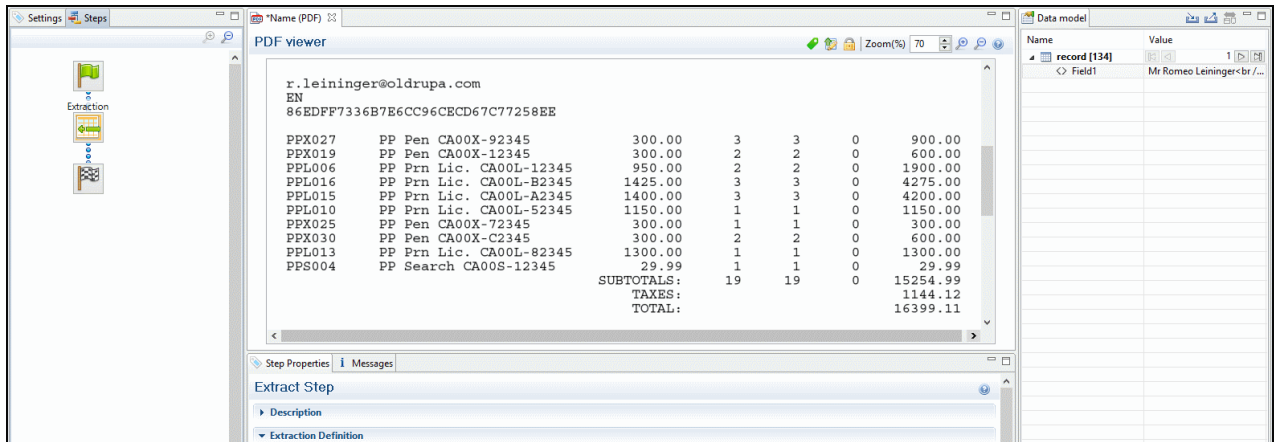 Settings Steps
Extraction
*Name (PDF)
PDF viewer Zoom(%) 70
r.leininger@oldrupa.com
EN
86EDFF7336B7E6CC96CECD67C77258EE
PPX027 PP Pen CA00X-92345 300.00 3 3 0 900.00
PPX019 PP Pen CA00X-12345 300.00 2 2 0 600.00
PPL006 PP Prn Lic. CA00L-12345 950.00 2 2 0 1900.00
PPL016 PP Prn Lic. CA00L-B2345 1425.00 3 3 0 4275.00
PPL015 PP Prn Lic. CA00L-A2345 1400.00 3 3 0 4200.00
PPL010 PP Prn Lic. CA00L-52345 1150.00 1 1 0 1150.00
PPX025 PP Pen CA00X-72345 300.00 1 1 0 300.00
PPX030 PP Pen CA00X-C2345 300.00 2 2 0 600.00
PPL013 PP Prn Lic. CA00L-82345 1300.00 1 1 0 1300.00
PPS004 PP Search CA00S-12345 29.99 1 1 0 29.99
SUBTOTALS: 19 19 0 15254.99
TAXES: 1144.12
TOTAL: 16399.11
Step Properties Messages
Extract Step
Description
Extraction Definition
Data model
Name Value
record [134] 1
Field1 Mr Romeo Leininger<br /...